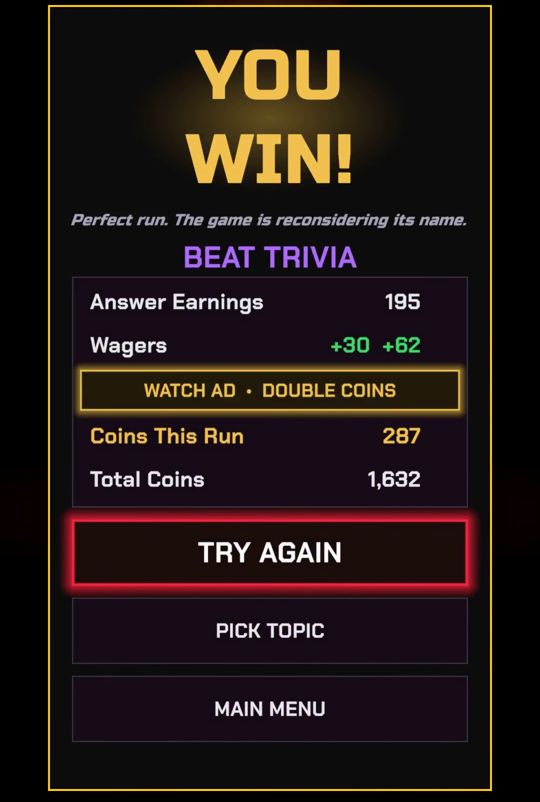 YOU
WIN!
Perfect run. The game is reconsidering its name.
BEAT TRIVIA
Answer Earnings 195
Wagers +30 +62
WATCH AD • DOUBLE COINS
Coins This Run 287
Total Coins 1,632
TRY AGAIN
PICK TOPIC
MAIN MENU